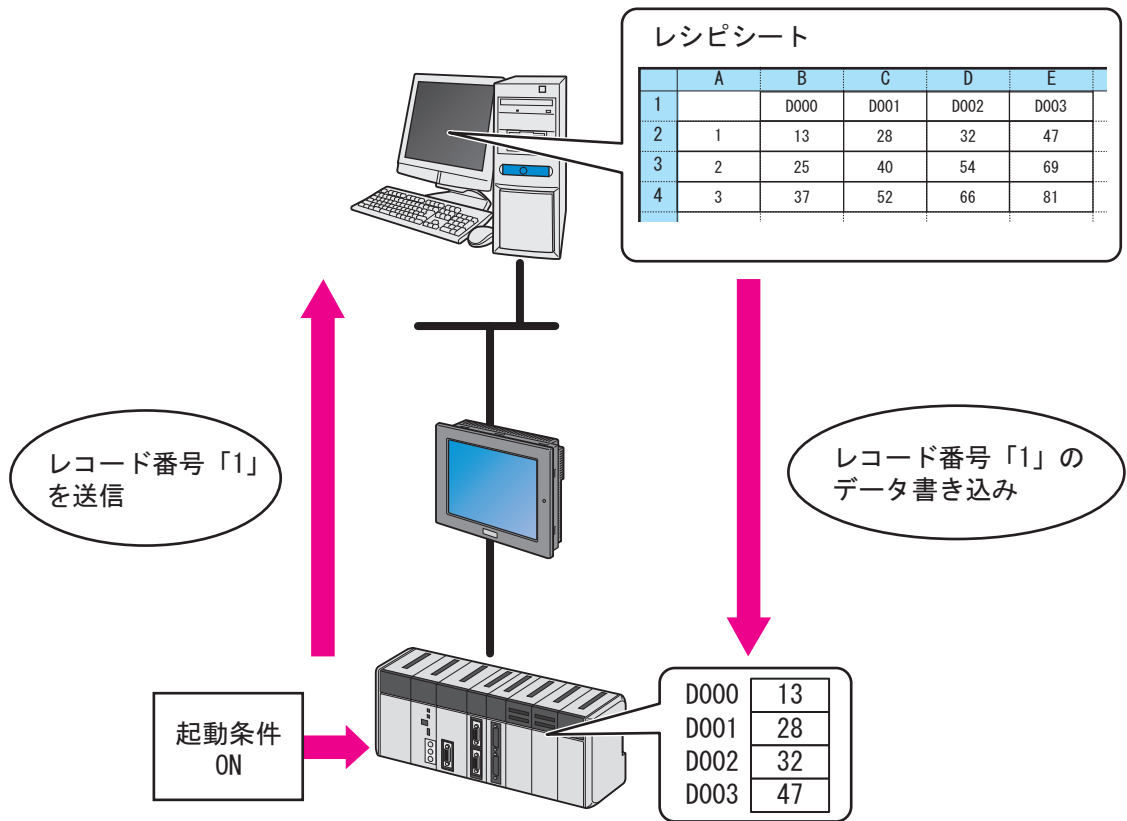 レシピシート
A B C D E
1 D000 D001 D002 D003
2 1 13 28 32 47
3 2 25 40 54 69
4 3 37 52 66 81
レコード番号「1」
を送信
レコード番号「1」の
データ書き込み
起動条件
ON
D000 13
D001 28
D002 32
D003 47